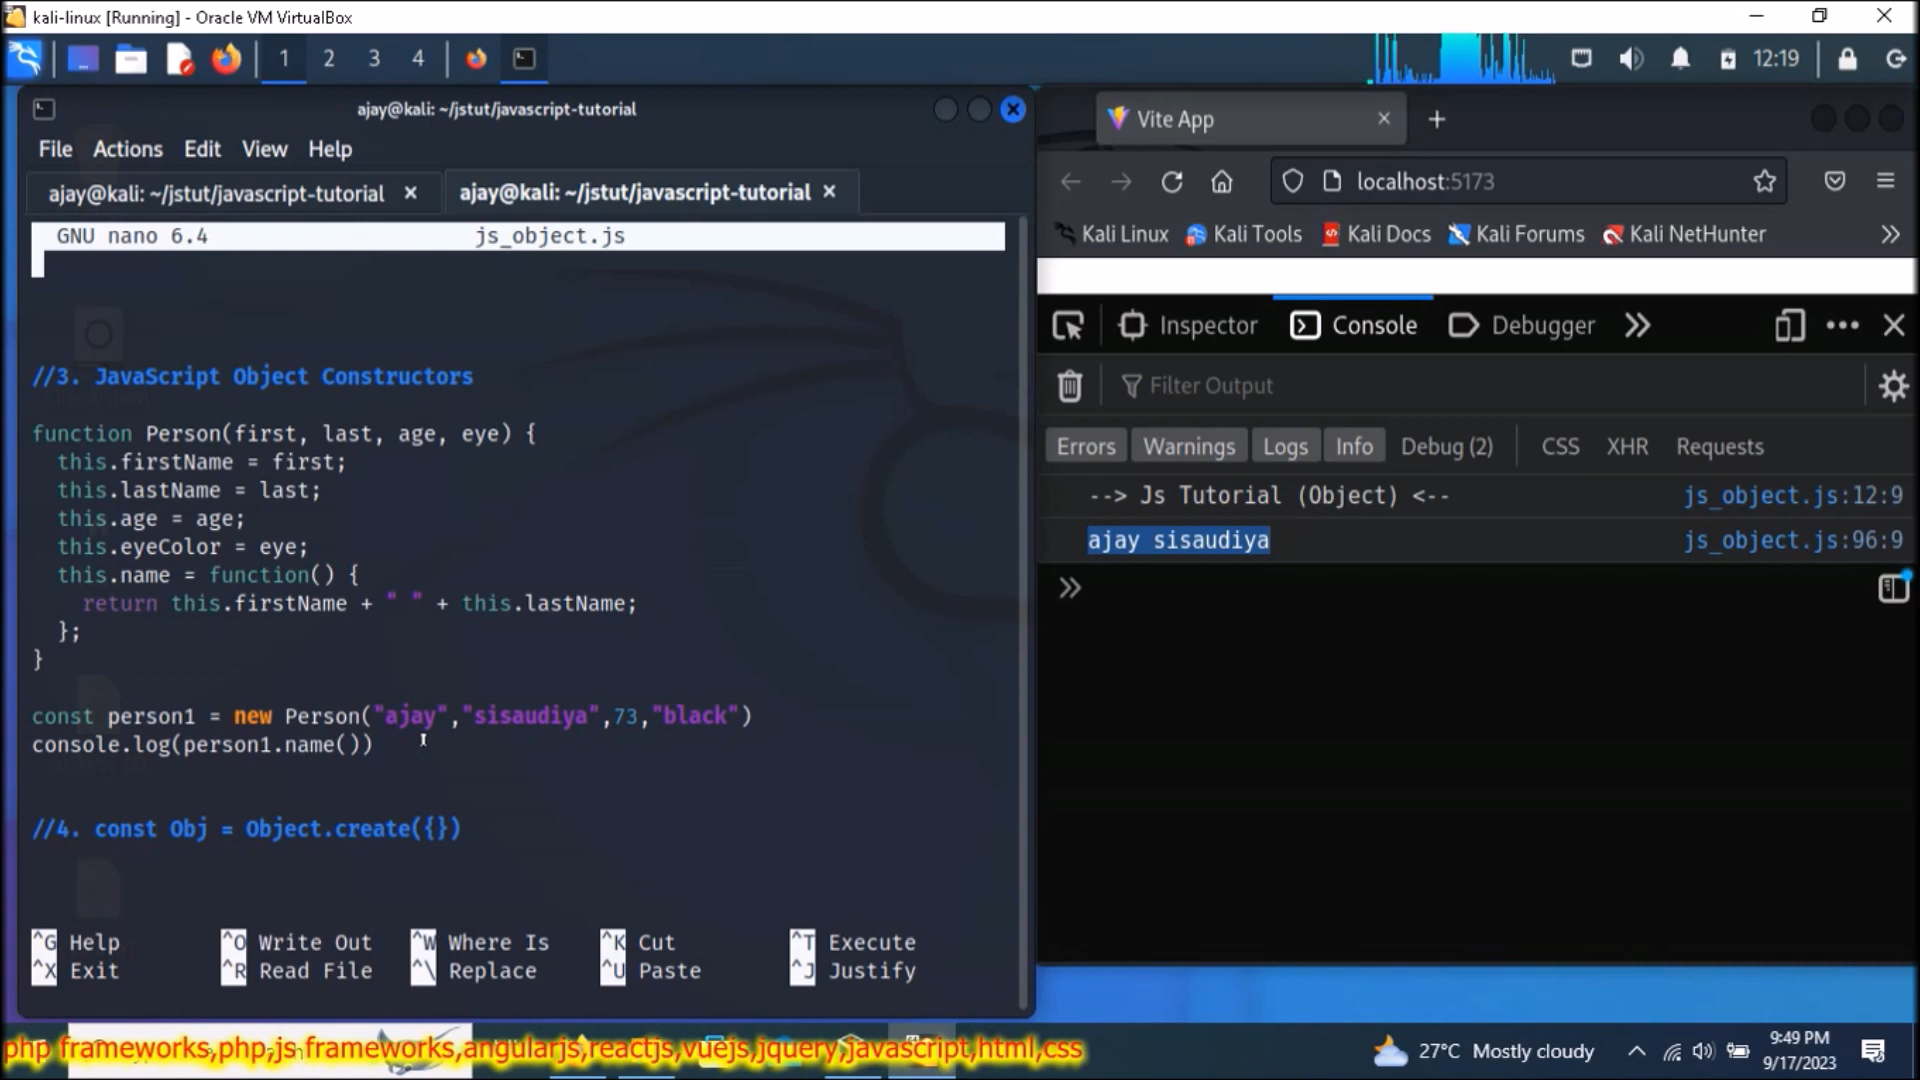 kali-linux [Running] - Oracle VM VirtualBox
1 2 3 4
12:19
ajay@kali: ~/jstut/javascript-tutorial
File Actions Edit View Help
ajay@kali: ~/jstut/javascript-tutorial
ajay@kali: ~/jstut/javascript-tutorial
GNU nano 6.4 js_object.js
//3. JavaScript Object Constructors
function Person(first, last, age, eye) {
this.firstName = first;
this.lastName = last;
this.age = age;
this.eyeColor = eye;
this.name = function() {
return this.firstName + " " + this.lastName;
};
}
const person1 = new Person("ajay","sisaudiya",73,"black")
console.log(person1.name())
//4. const Obj = Object.create({})
^G Help ^O Write Out ^W Where Is ^K Cut ^T Execute
^X Exit ^R Read File ^\ Replace ^U Paste ^J Justify
Vite App
localhost:5173
Kali Linux Kali Tools Kali Docs Kali Forums Kali NetHunter
Inspector Console Debugger
Filter Output
Errors Warnings Logs Info Debug (2) CSS XHR Requests
--> Js Tutorial (Object) <-- js_object.js:12:9
ajay sisaudiya js_object.js:96:9
php frameworks,php,js frameworks,angularjs,reactjs,vuejs,jquery,javascript,html,css
27°C Mostly cloudy
9:49 PM
9/17/2023